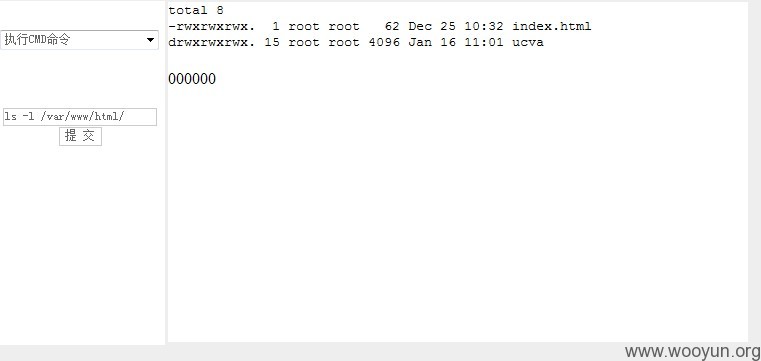 执行CMD命令
ls -l /var/www/html/
提 交
total 8
-rwxrwxrwx.  1 root root   62 Dec 25 10:32 index.html
drwxrwxrwx. 15 root root 4096 Jan 16 11:01 ucva
000000
www.wooyun.org